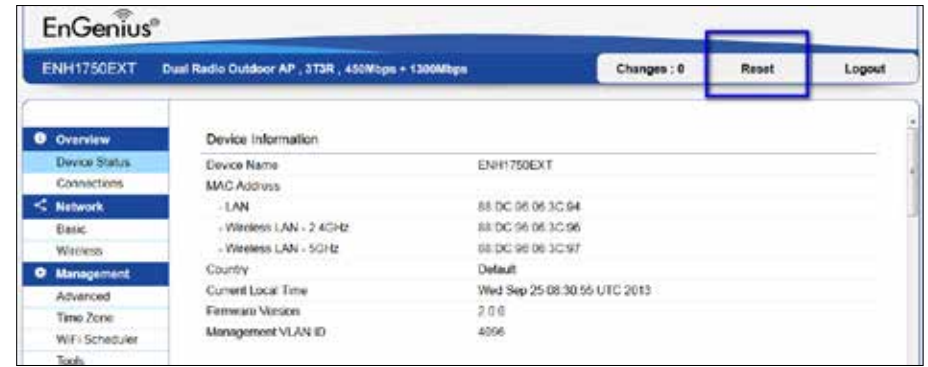 EnGenius®
ENH1750EXT Dual Radio Outdoor AP , 3T3R , 450Mbps + 1300Mbps Changes : 0 Reset Logout
Overview
Device Status
Connections
Network
Basic
Wireless
Management
Advanced
Time Zone
WiFi Scheduler
Tools
Device Information
Device Name ENH1750EXT
MAC Address
- LAN 88:DC:96:06:3C:94
- Wireless LAN - 2.4GHz 88:DC:96:06:3C:96
- Wireless LAN - 5GHz 88:DC:96:06:3C:97
Country Default
Current Local Time Wed Sep 25 08:30:55 UTC 2013
Firmware Version 2.0.6
Management VLAN ID 4096